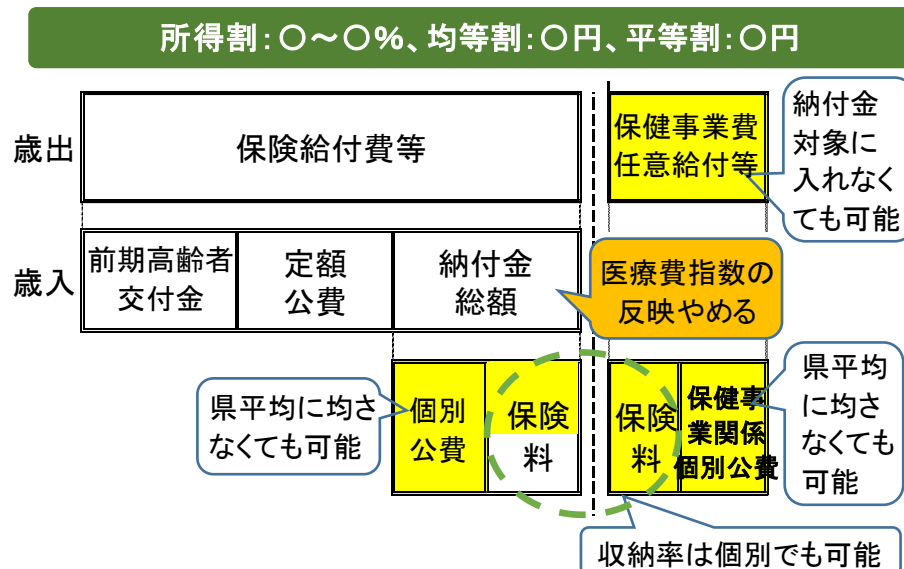 所得割：○～○％、均等割：○円、平等割：○円
歳出
保険給付費等
保健事業費
任意給付等
納付金
対象に
入れなく
ても可能
歳入
前期高齢者
交付金
定額
公費
納付金
総額
医療費指数の
反映やめる
県平均に均さ
なくても可能
個別
公費
保険
料
保険
料
保健事
業関係
個別公費
県平均
に均さ
なくても
可能
収納率は個別でも可能